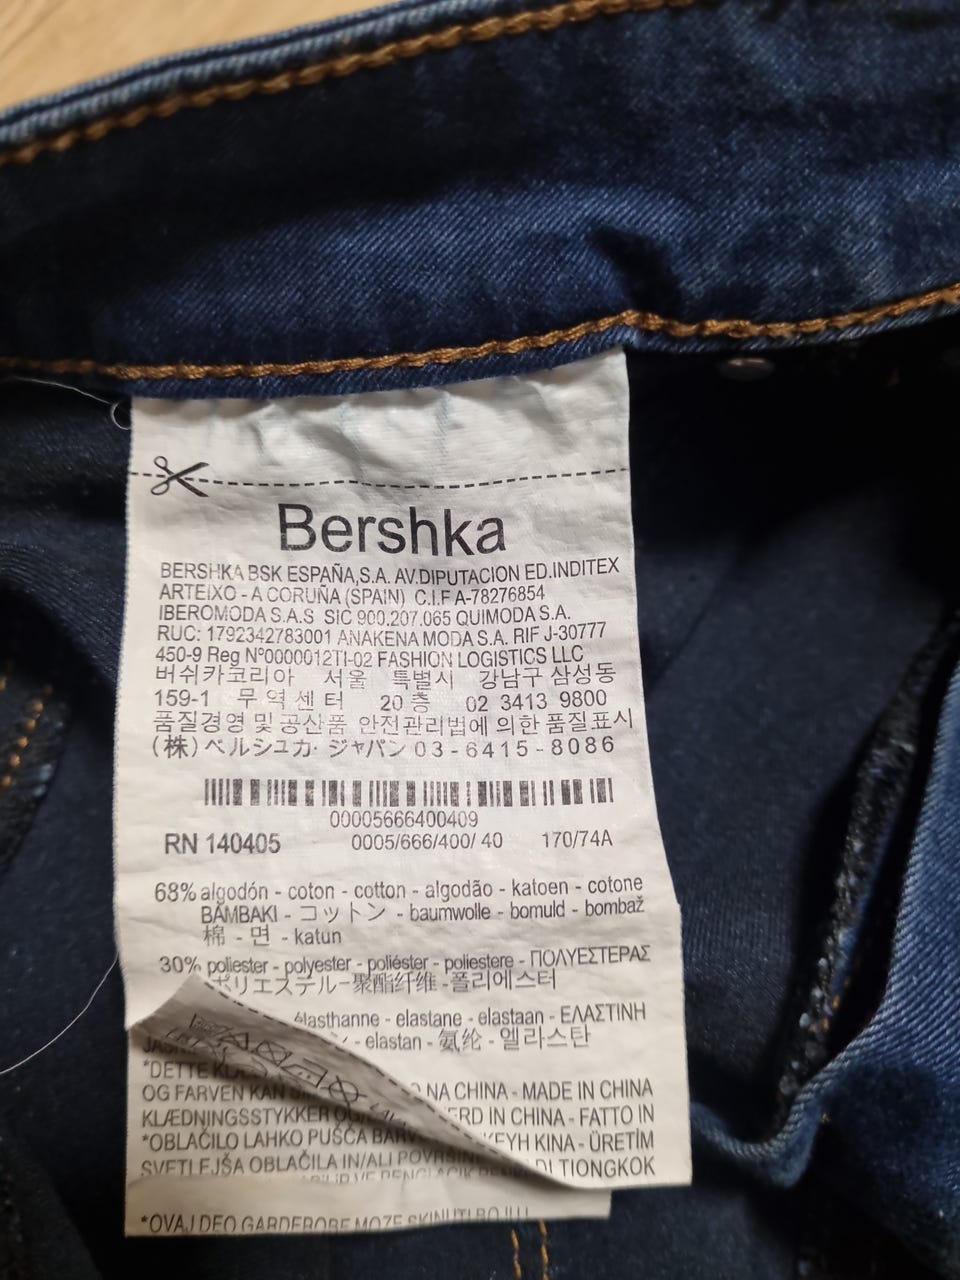 Bershka
BERSHKA BSK ESPAÑA,S.A. AV.DIPUTACION ED.INDITEX
ARTEIXO - A CORUÑA (SPAIN) C.I.F A-78276854
IBEROMODA S.A.S SIC 900.207.065 QUIMODA S.A.
RUC: 1792342783001 ANAKENA MODA S.A. RIF J-30777
450-9 Reg Nº0000012TI-02 FASHION LOGISTICS LLC
버쉬카코리아 서울 특별시 강남구 삼성동
159-1 무역센터 20층 02 3413 9800
품질경영 및 공산품 안전관리법에 의한 품질표시
(株) ベルシュカ・ジャパン 03-6415-8086
00005666400409
RN 140405 0005/666/400/ 40 170/74A
68% algodón - coton - cotton - algodão - katoen - cotone
BAMBAKI - コットン - baumwolle - bomuld - bombaž
棉 - 면 - katun
30% poliester - polyester - poliéster - poliestere - ΠΟΛΥΕΣΤΕΡΑΣ
ポリエステル-聚酯纤维-폴리에스터
élasthanne - elastane - elastaan - ΕΛΑΣΤΙΝΗ
- elastan - 氨纶 - 엘라스탄
*DETTE
OG FARVEN KAN NA CHINA - MADE IN CHINA
KLÆDNINGSSTYKKER IN CHINA - FATTO IN
*OBLAČILO LAHKO PUŠČA KINA - ÜRETİM
SVETLEJŠA OBLAČILA IN/ALI POVRŠIN DI TIONGKOK
*OVAJ DEO GARDEROBE MOZE SKINUTI BOJU